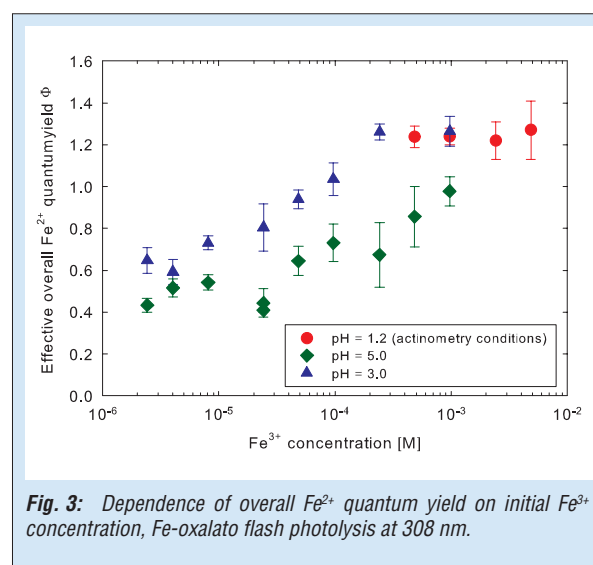 1.6
1.4
1.2
1.0
0.8
0.6
0.4
0.2
0.0
Effective overall Fe²⁺ quantumyield Φ
pH = 1.2 (actinometry conditions)
pH = 5.0
pH = 3.0
10⁻⁶ 10⁻⁵ 10⁻⁴ 10⁻³ 10⁻²
Fe³⁺ concentration [M]
Fig. 3: Dependence of overall Fe²⁺ quantum yield on initial Fe³⁺
concentration, Fe-oxalato flash photolysis at 308 nm.